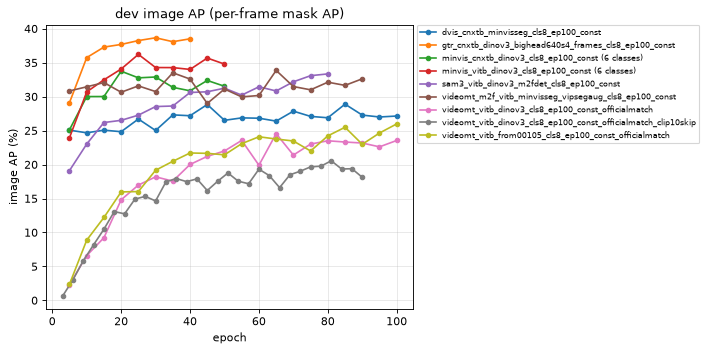 dev image AP (per-frame mask AP)
image AP (%)
40
35
30
25
20
15
10
5
0
0
20
40
60
80
100
epoch
dvis_cnxtb_minvisseg_cls8_ep100_const
gtr_cnxtb_dinov3_bighead640s4_frames_cls8_ep100_const
minvis_cnxtb_dinov3_cls8_ep100_const (6 classes)
minvis_vitb_dinov3_cls8_ep100_const (6 classes)
sam3_vitb_dinov3_m2fdet_cls8_ep100_const
videomt_m2f_vitb_minvisseg_vipsegaug_cls8_ep100_const
videomt_vitb_dinov3_cls8_ep100_const_officialmatch
videomt_vitb_dinov3_cls8_ep100_const_officialmatch_clip10skip
videomt_vitb_from00105_cls8_ep100_const_officialmatch